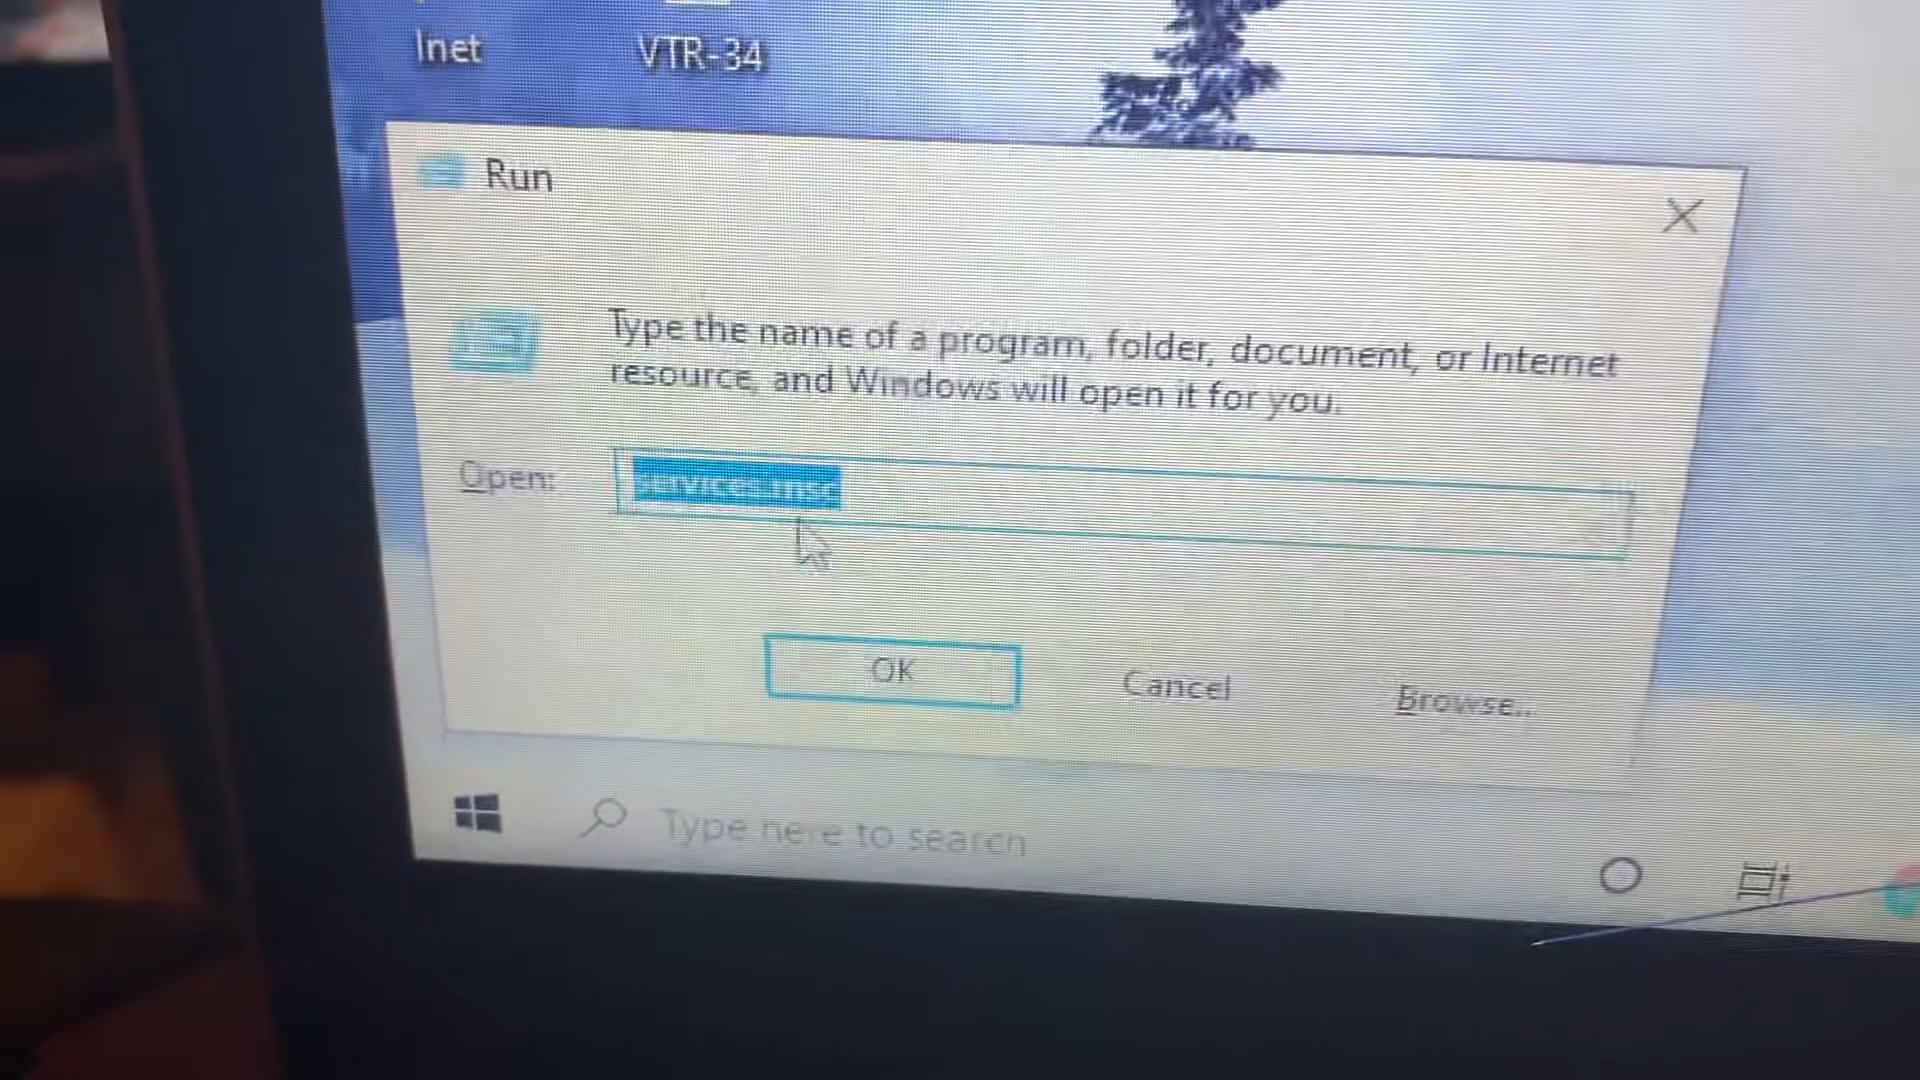 Inet
VTR-34
Run
Type the name of a program, folder, document, or Internet
resource, and Windows will open it for you.
Open:
services.msc
OK
Cancel
Browse...
Type here to search